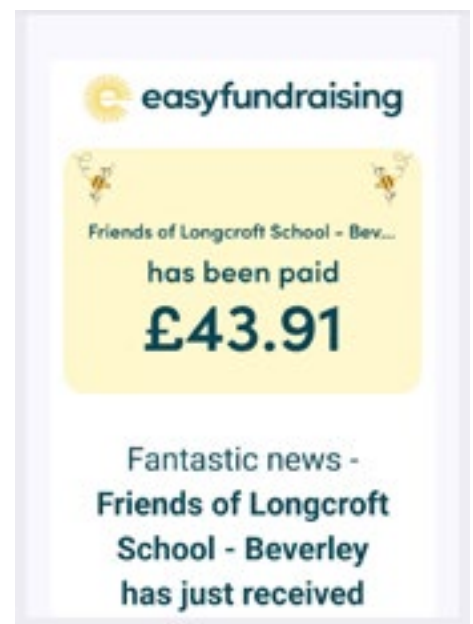 easyfundraising
Friends of Longcroft School - Bev...
has been paid
£43.91
Fantastic news -
Friends of Longcroft
School - Beverley
has just received